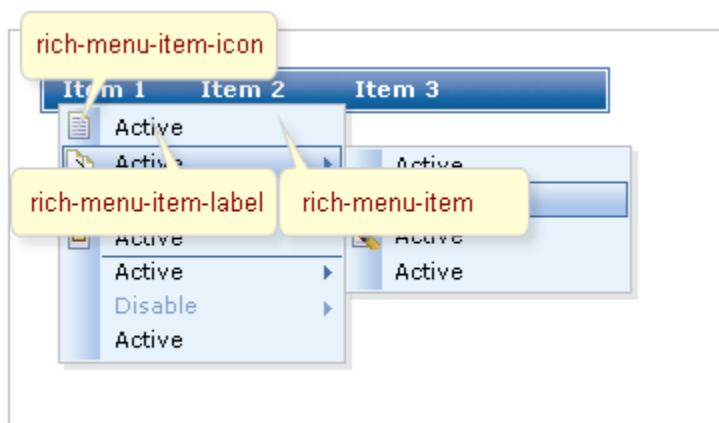 rich-menu-item-icon
Item 1 Item 2 Item 3
Active
Active Active
rich-menu-item-label rich-menu-item
Active Active
Active Active
Disable
Active